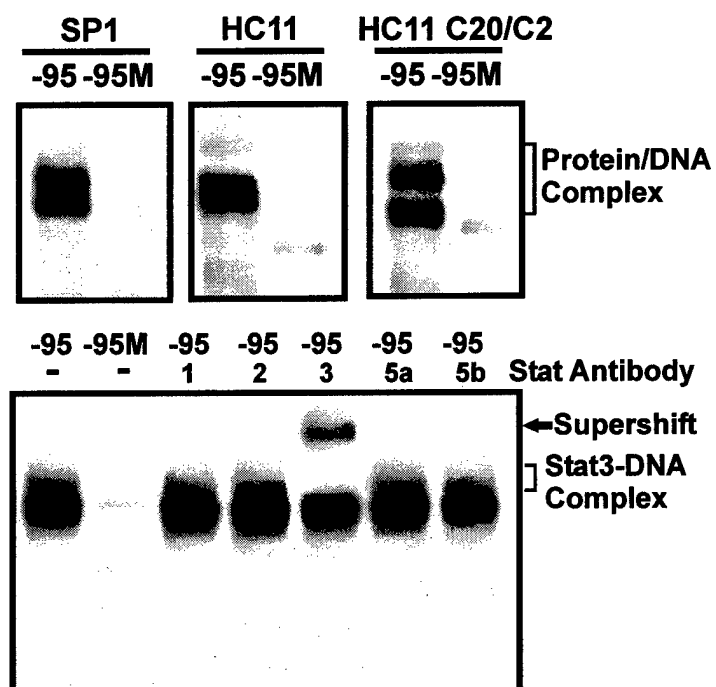 SP1 HC11 HC11 C20/C2
-95 -95M -95 -95M -95 -95M
Protein/DNA
Complex
-95 -95M -95 -95 -95 -95 -95
- - 1 2 3 5a 5b Stat Antibody
Supershift
Stat3-DNA
Complex